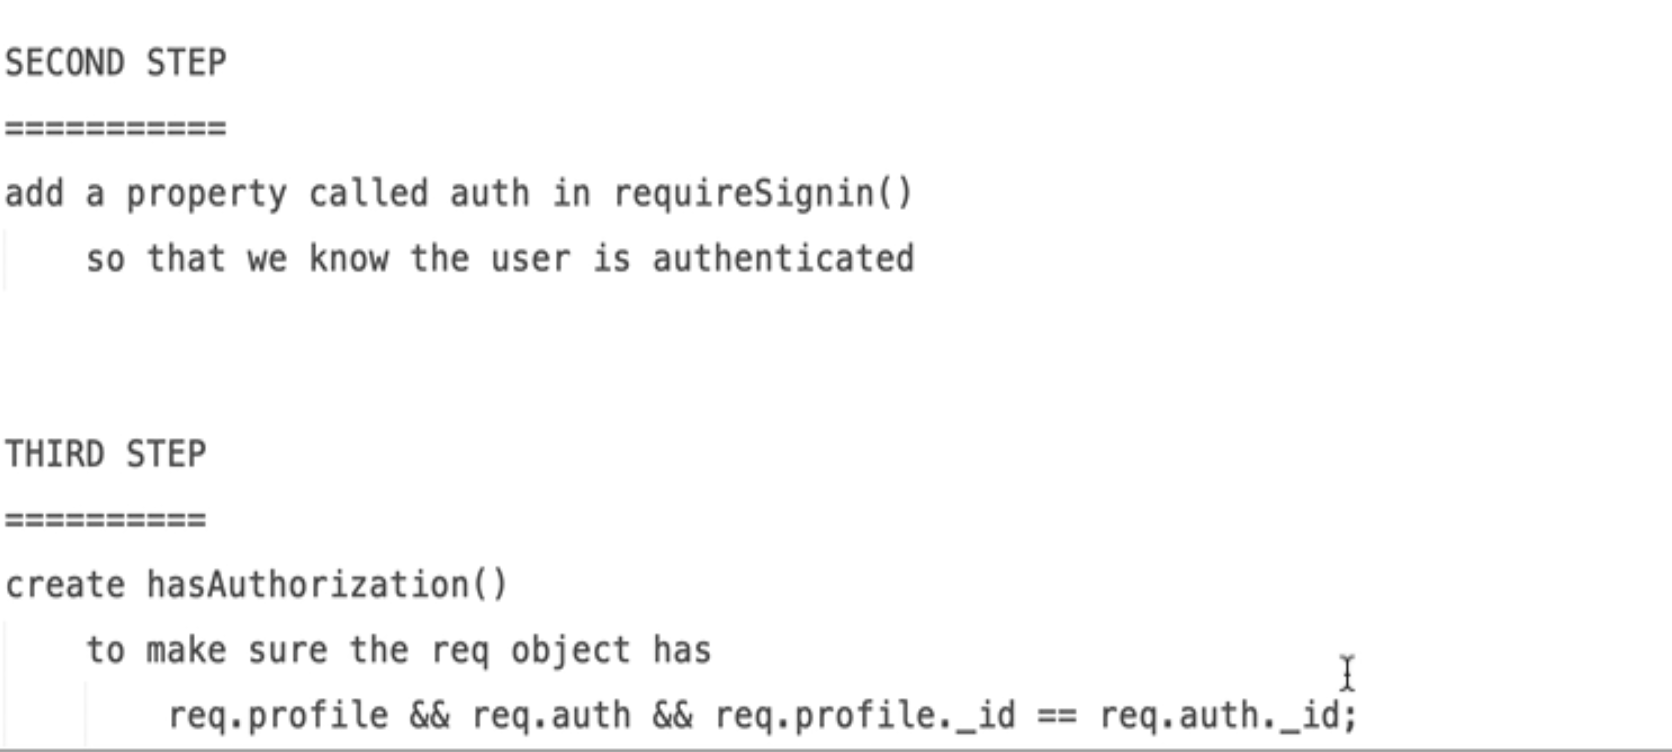 SECOND STEP
===========
add a property called auth in requireSignin()
so that we know the user is authenticated
THIRD STEP
==========
create hasAuthorization()
to make sure the req object has
req.profile && req.auth && req.profile._id == req.auth._id;